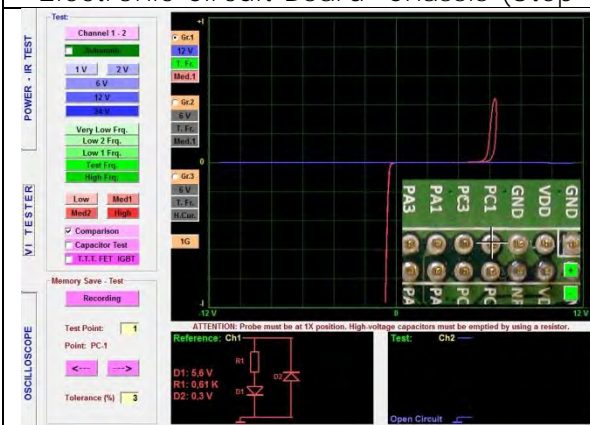 Electronic Circuit Board "Chassis (Step
POWER - IR TEST
VI TESTER
OSCILLOSCOPE
Test:
Channel 1 - 2
Automatic
1 V
2 V
6 V
12 V
24 V
Very Low Frq.
Low 2 Frq.
Low 1 Frq.
Test Frq.
High Frq.
Low
Med1
Med2
High
Comparison
Capacitor Test
T.T.T. FET IGBT
Memory Save - Test
Recording
Test Point:
1
Point: PC-1
<---
--->
Tolerance (%)
3
Gr.1
12 V
T. Fr.
Med.1
Gr.2
6 V
T. Fr.
Med.1
Gr.3
6 V
T. Fr.
H.Cur.
1G
+1
0
-1
-12 V
0
12 V
PA3
PA1
PC3
PC1
GND
VDD
GND
PA
PA
PC
PC
ATTENTION: Probe must be at 1X position. High-voltage capacitors must be emptied by using a resistor.
Reference: Ch1
R1
D1
D2
D1: 5,6 V
R1: 0,61 K
D2: 0,3 V
Test:
Ch2
Open Circuit